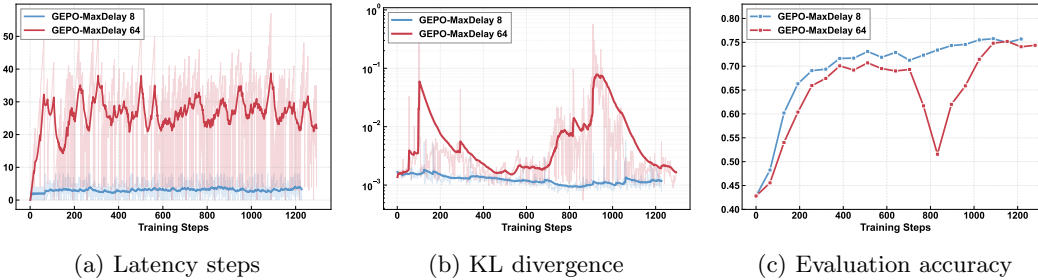 GEPO-MaxDelay 8
GEPO-MaxDelay 64
50
40
30
20
10
0
0 200 400 600 800 1000 1200
Training Steps
(a) Latency steps
10⁰
GEPO-MaxDelay 8
GEPO-MaxDelay 64
10⁻¹
10⁻²
10⁻³
0 200 400 600 800 1000 1200
Training Steps
(b) KL divergence
0.80
GEPO-MaxDelay 8
GEPO-MaxDelay 64
0.75
0.70
0.65
0.60
0.55
0.50
0.45
0.40
0 200 400 600 800 1000 1200
Training Steps
(c) Evaluation accuracy